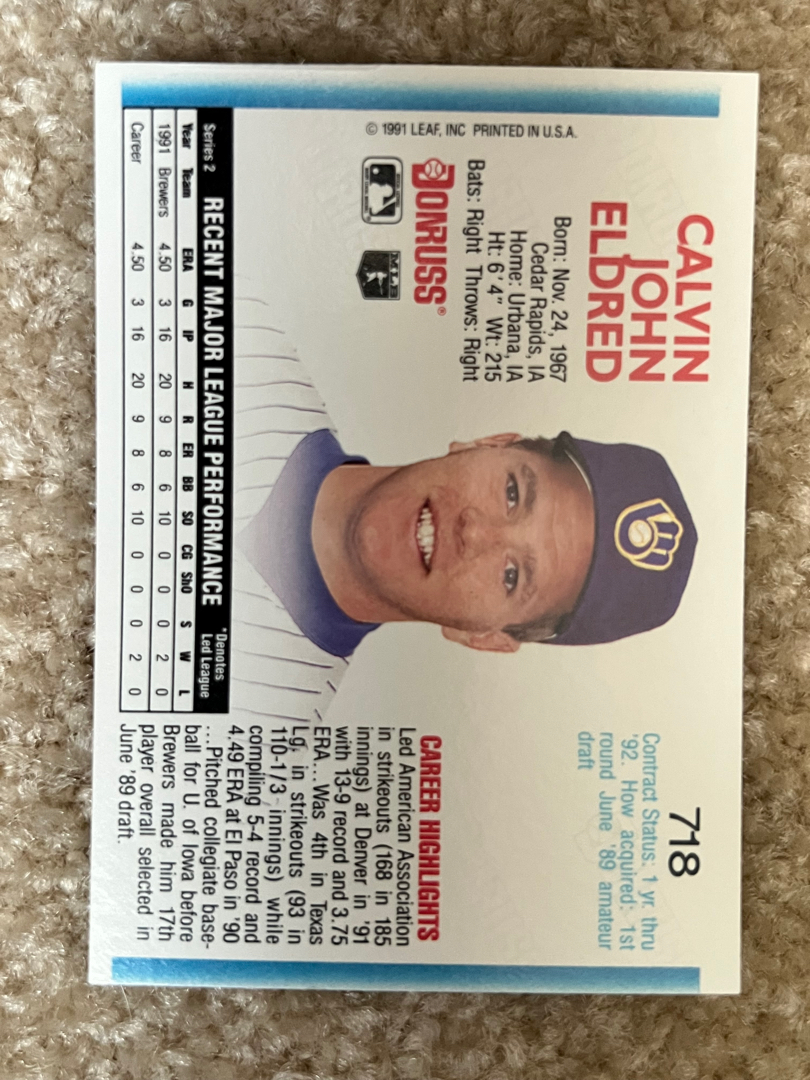 718
CALVIN
JOHN
ELDRED
Born: Nov. 24, 1967
Cedar Rapids, IA
Home: Urbana, IA
Ht: 6' 4" Wt: 215
Bats: Right Throws: Right
DONRUSS®
© 1991 LEAF, INC PRINTED IN U.S.A.
Contract Status: 1 yr. thru
'92. How acquired: 1st
round June '89 amateur
draft
CAREER HIGHLIGHTS
Led American Association
in strikeouts (168 in 185
innings) at Denver in '91
with 13-9 record and 3.75
ERA...Was 4th in Texas
Lg. in strikeouts (93 in
110-1/3 innings) while
compiling 5-4 record and
4.49 ERA at El Paso in '90
...Pitched collegiate base-
ball for U. of Iowa before
Brewers made him 17th
player overall selected in
June '89 draft.
Series 2 RECENT MAJOR LEAGUE PERFORMANCE *Denotes
Led League
Year Team ERA G IP H R ER BB SO CG ShO S W L
1991 Brewers 4.50 3 16 20 9 8 6 10 0 0 0 2 0
Career 4.50 3 16 20 9 8 6 10 0 0 0 2 0